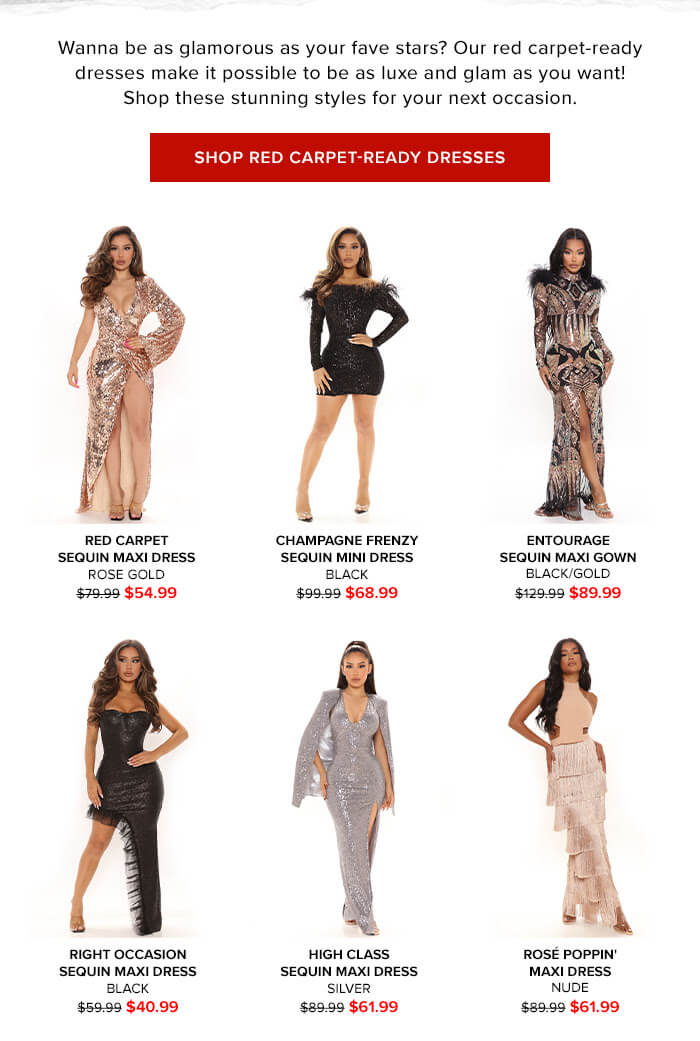 Wanna be as glamorous as your fave stars? Our red carpet-ready
dresses make it possible to be as luxe and glam as you want!
Shop these stunning styles for your next occasion.
SHOP RED CARPET-READY DRESSES
RED CARPET
SEQUIN MAXI DRESS
ROSE GOLD
$79.99 $54.99
CHAMPAGNE FRENZY
SEQUIN MINI DRESS
BLACK
$99.99 $68.99
ENTOURAGE
SEQUIN MAXI GOWN
BLACK/GOLD
$129.99 $89.99
RIGHT OCCASION
SEQUIN MAXI DRESS
BLACK
$59.99 $40.99
HIGH CLASS
SEQUIN MAXI DRESS
SILVER
$89.99 $61.99
ROSÉ POPPIN'
MAXI DRESS
NUDE
$89.99 $61.99